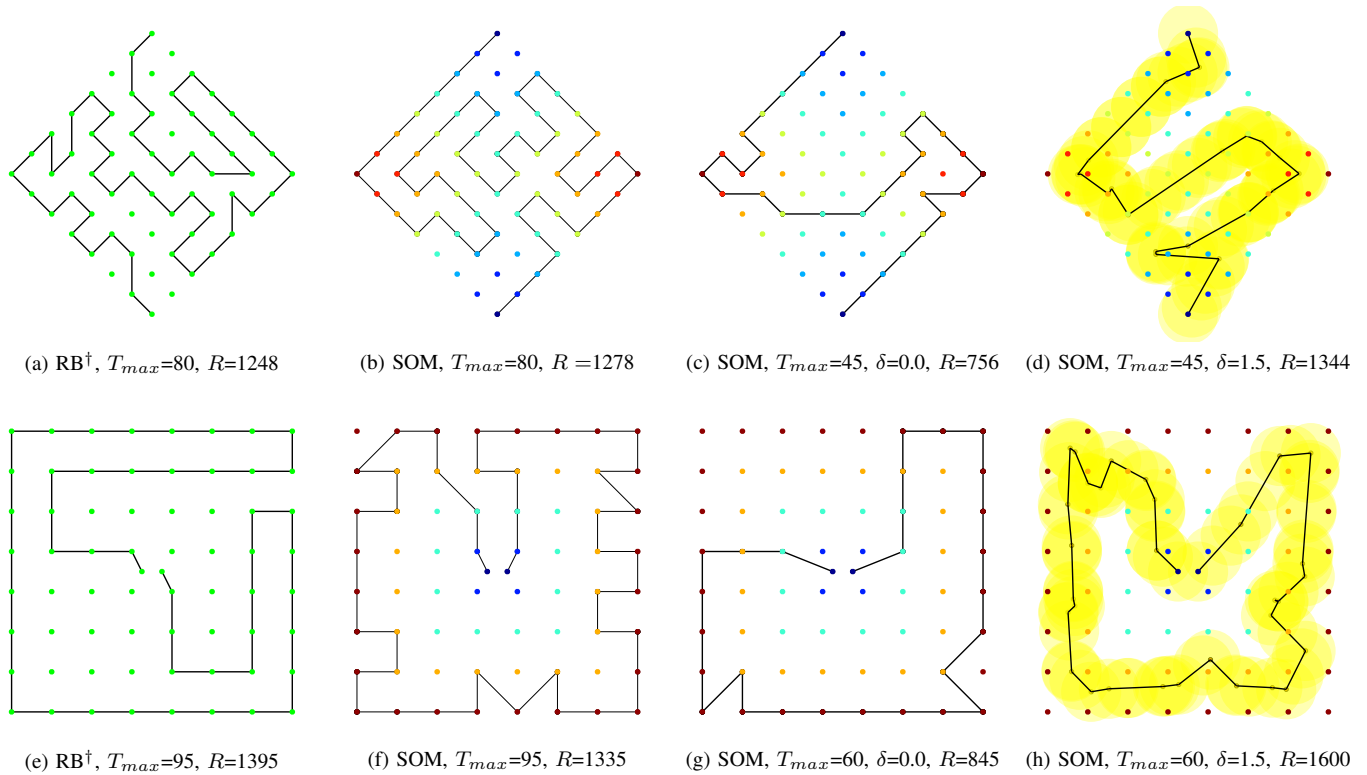 (a) RB†, Tmax=80, R=1248
(b) SOM, Tmax=80, R =1278
(c) SOM, Tmax=45, δ=0.0, R=756
(d) SOM, Tmax=45, δ=1.5, R=1344
(e) RB†, Tmax=95, R=1395
(f) SOM, Tmax=95, R=1335
(g) SOM, Tmax=60, δ=0.0, R=845
(h) SOM, Tmax=60, δ=1.5, R=1600